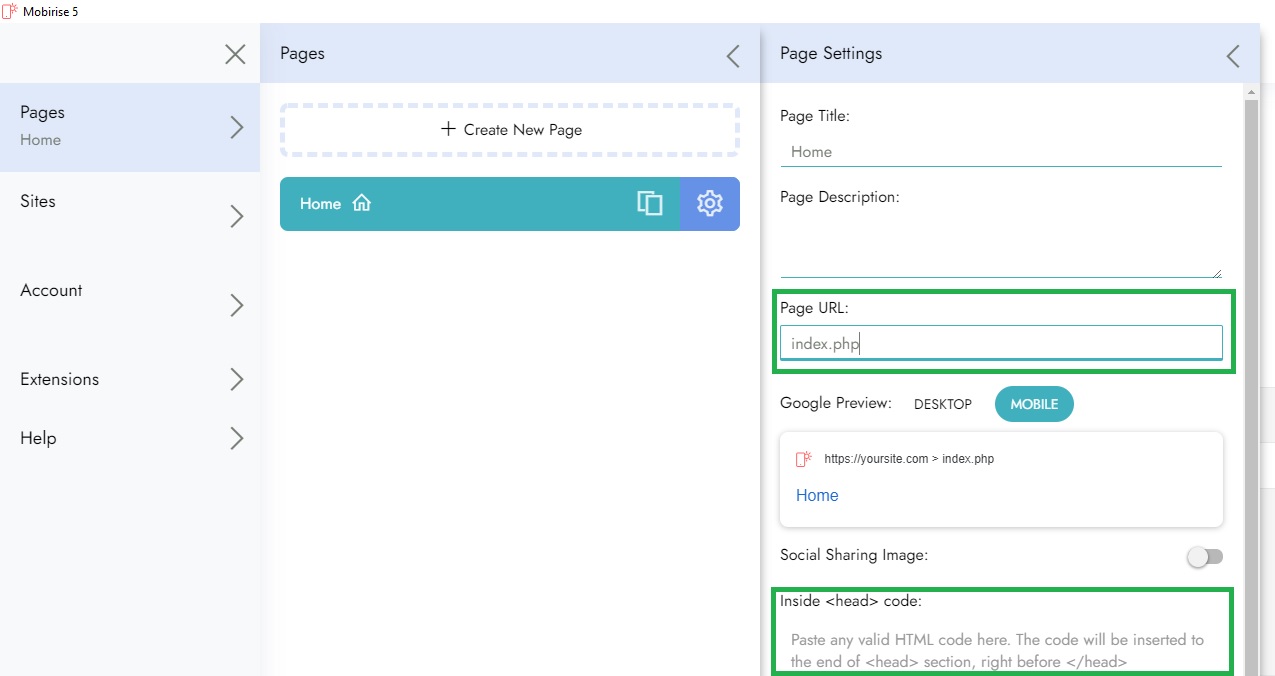 Mobirise 5
Pages
Home
Sites
Account
Extensions
Help
Pages
Create New Page
Home
Page Settings
Page Title:
Home
Page Description:
Page URL:
index.php
Google Preview: DESKTOP MOBILE
https://yoursite.com > index.php
Home
Social Sharing Image:
Inside <head> code:
Paste any valid HTML code here. The code will be inserted to
the end of <head> section, right before </head>